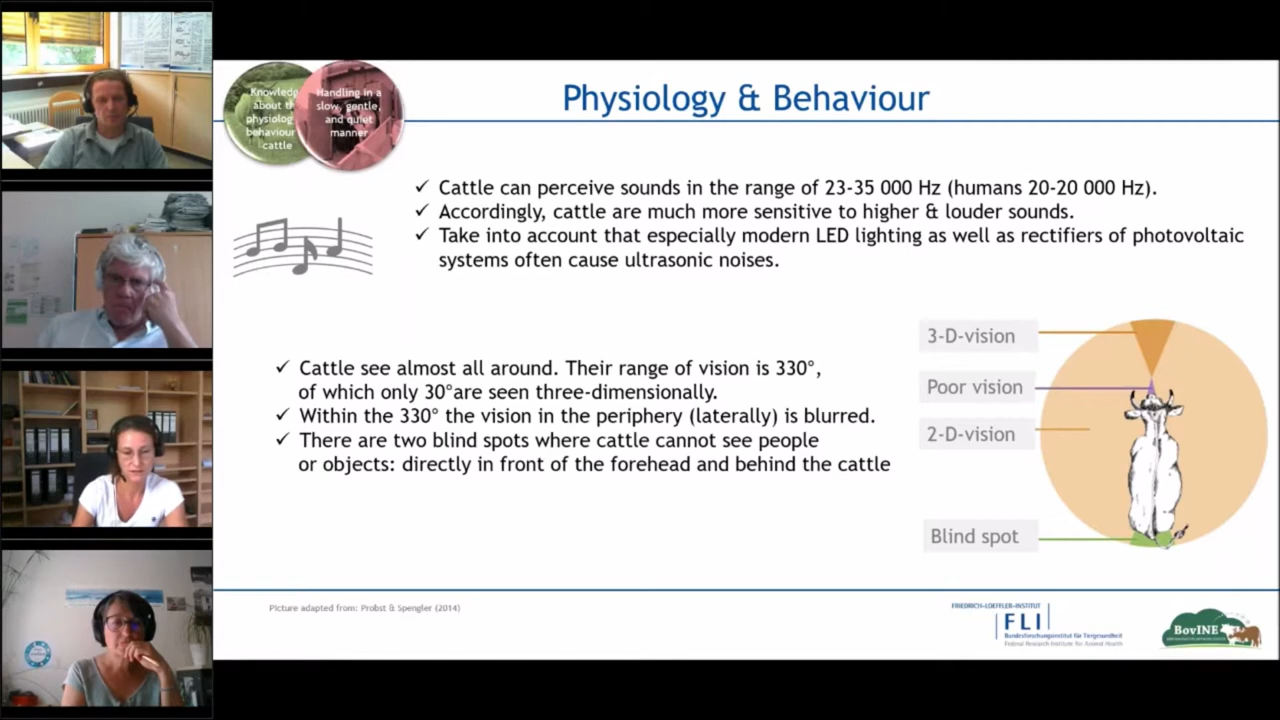 Physiology & Behaviour
Knowledg
about th
physiolog
behaviour
cattle
Handling in a
slow, gentle,
and quiet
manner
✓ Cattle can perceive sounds in the range of 23-35 000 Hz (humans 20-20 000 Hz).
✓ Accordingly, cattle are much more sensitive to higher & louder sounds.
✓ Take into account that especially modern LED lighting as well as rectifiers of photovoltaic
systems often cause ultrasonic noises.
✓ Cattle see almost all around. Their range of vision is 330°,
of which only 30°are seen three-dimensionally.
✓ Within the 330° the vision in the periphery (laterally) is blurred.
✓ There are two blind spots where cattle cannot see people
or objects: directly in front of the forehead and behind the cattle
3-D-vision
Poor vision
2-D-vision
Blind spot
Picture adapted from: Probst & Spengler (2014)
FRIEDRICH-LOEFFLER-INSTITUT
FLI
Bundesforschungsinstitut für Tiergesundheit
Federal Research Institute for Animal Health
BovINE